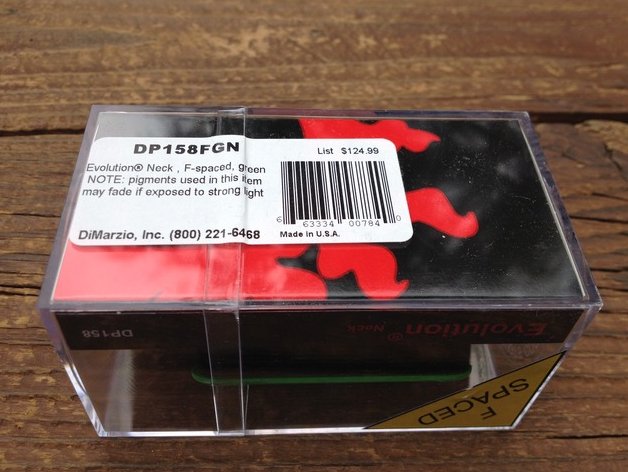 DP158FGN
List $124.99
Evolution® Neck , F-spaced, green
NOTE: pigments used in this item
may fade if exposed to strong light
6 63334 00784 0
DiMarzio, Inc. (800) 221-6468
Made in U.S.A.
DP158
Evolution® Neck
F
SPACED